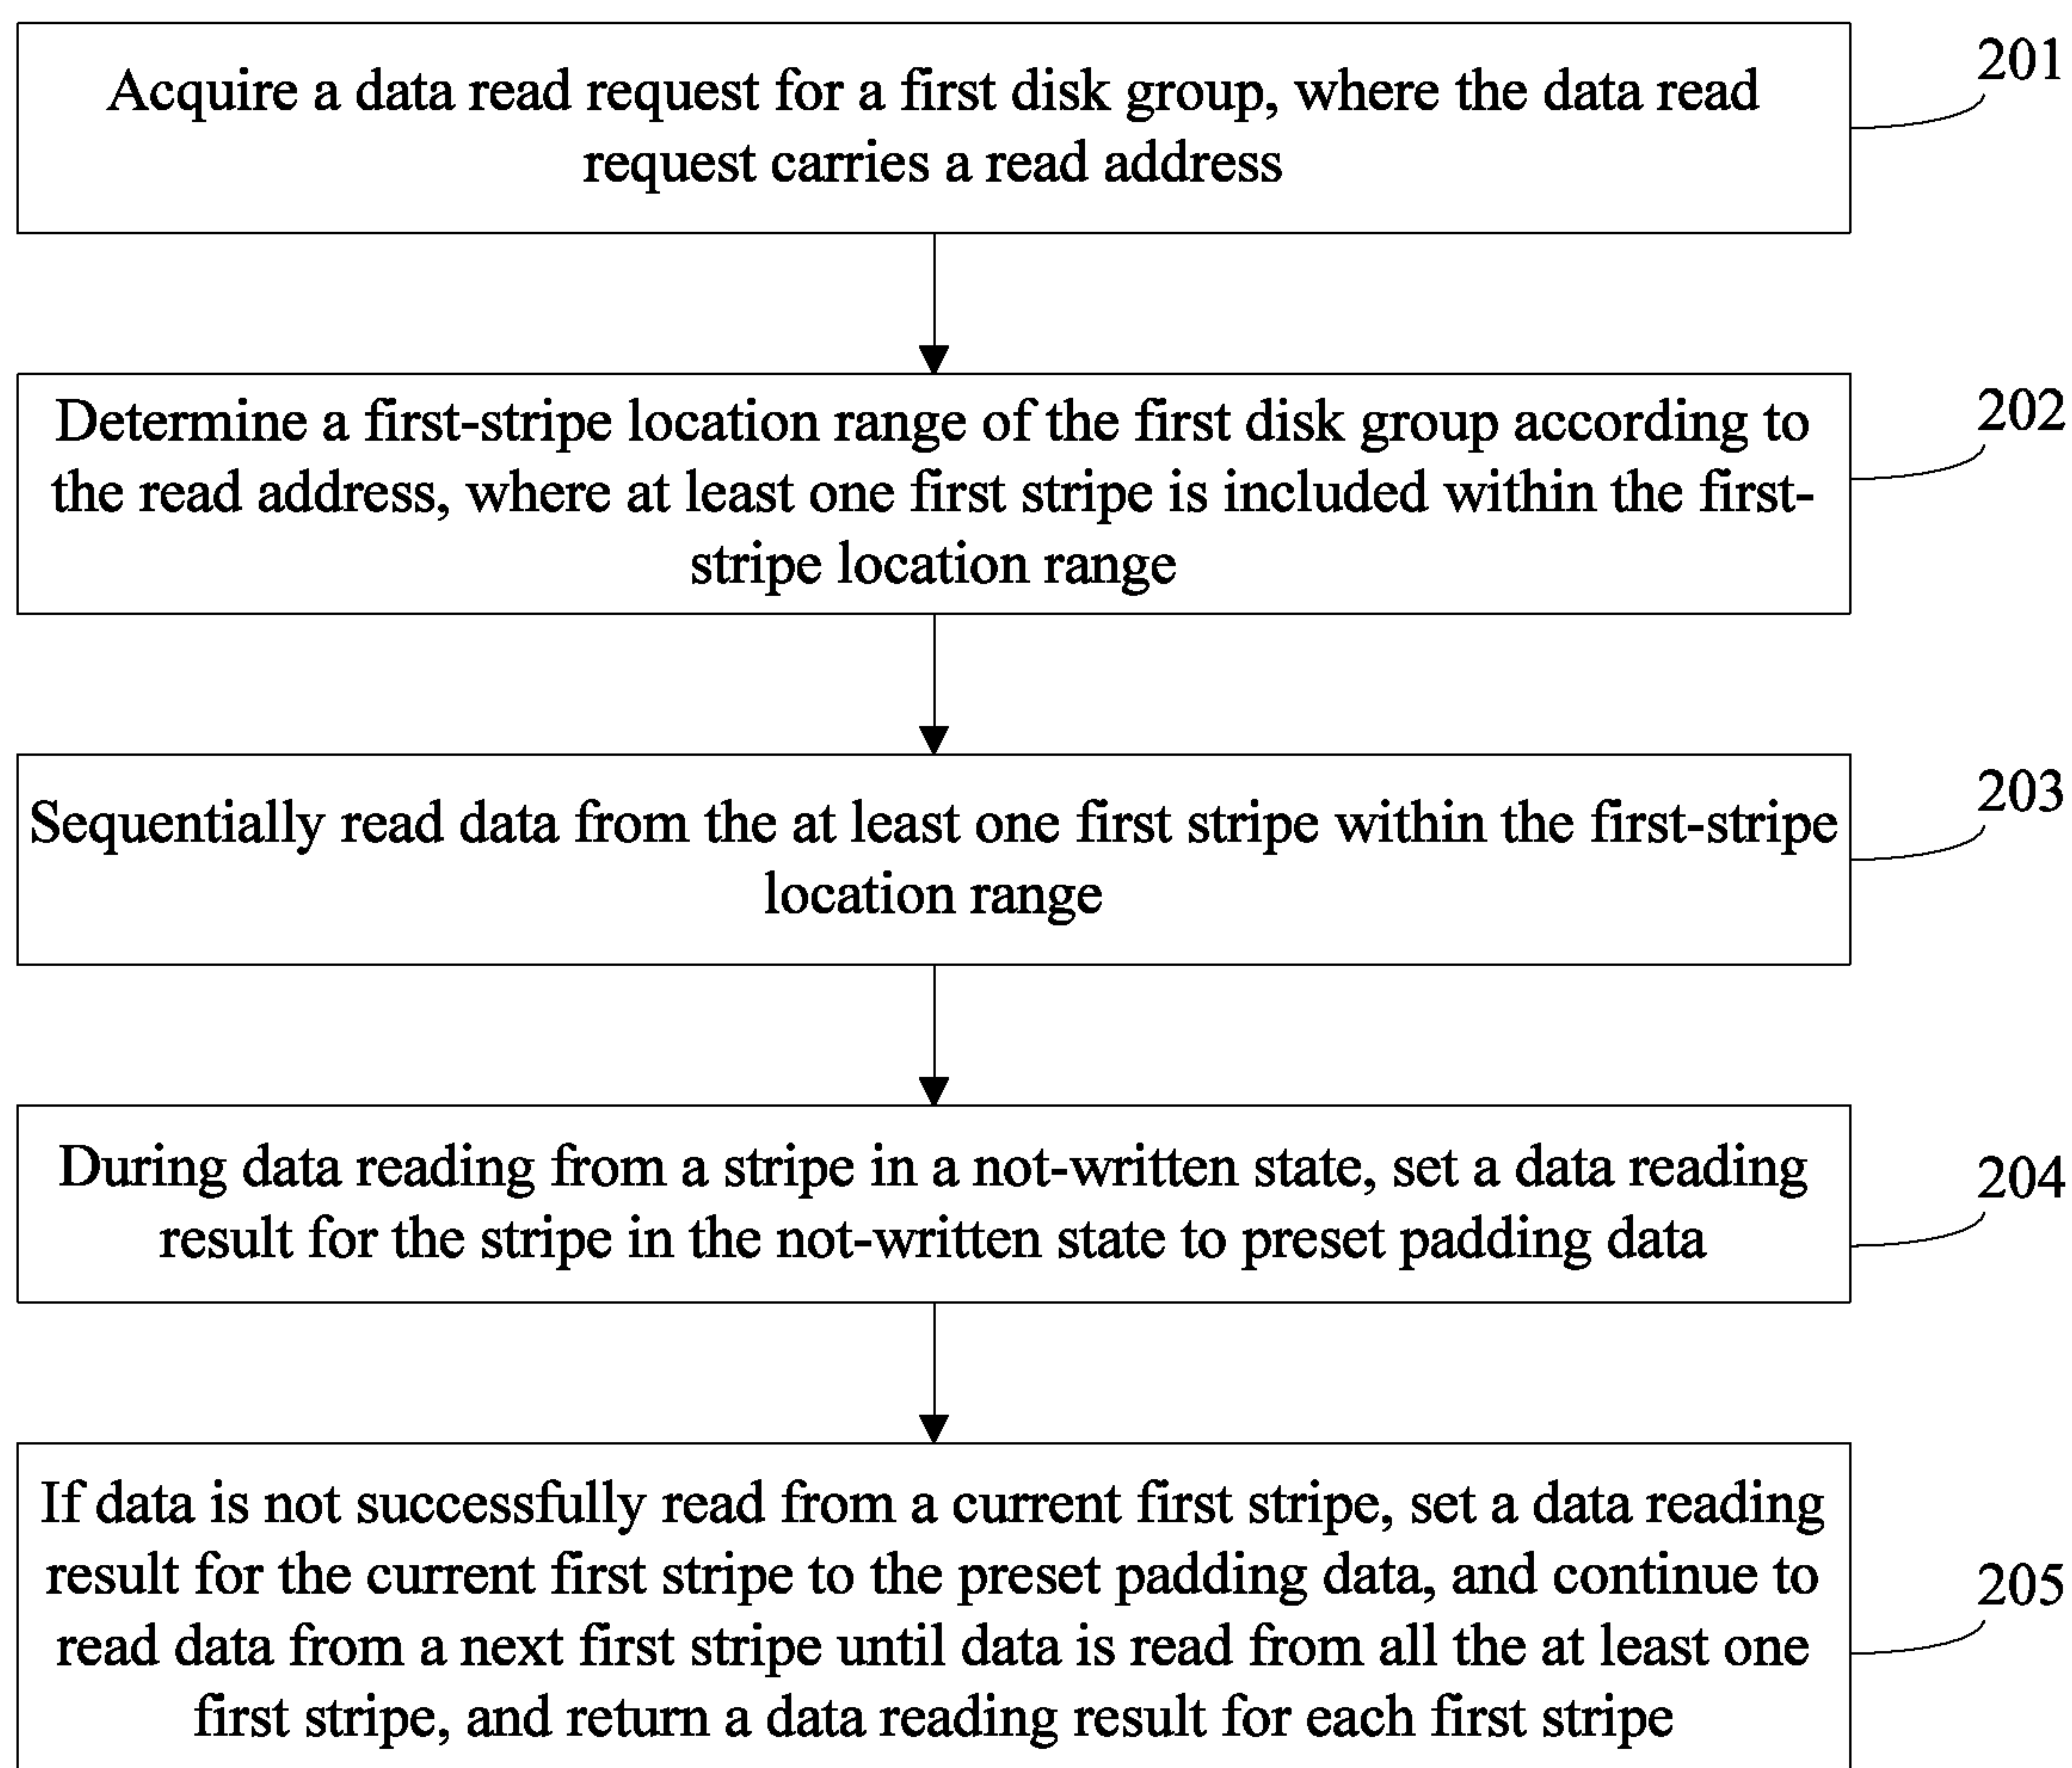 Acquire a data read request for a first disk group, where the data read
request carries a read address
201
Determine a first-stripe location range of the first disk group according to
the read address, where at least one first stripe is included within the first-
stripe location range
202
Sequentially read data from the at least one first stripe within the first-stripe
location range
203
During data reading from a stripe in a not-written state, set a data reading
result for the stripe in the not-written state to preset padding data
204
If data is not successfully read from a current first stripe, set a data reading
result for the current first stripe to the preset padding data, and continue to
read data from a next first stripe until data is read from all the at least one
first stripe, and return a data reading result for each first stripe
205